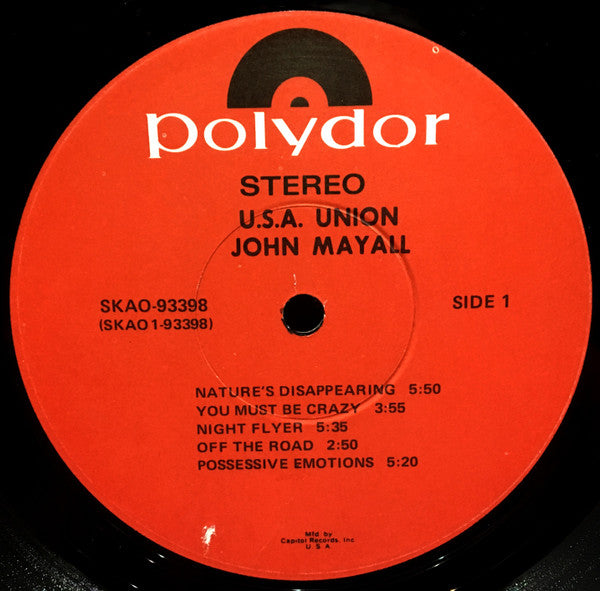 polydor
STEREO
U.S.A. UNION
JOHN MAYALL
SKAO-93398
(SKAO 1-93398)
SIDE 1
NATURE'S DISAPPEARING 5:50
YOU MUST BE CRAZY 3:55
NIGHT FLYER 5:35
OFF THE ROAD 2:50
POSSESSIVE EMOTIONS 5:20
Mfd by
Capitol Records, Inc
U S A